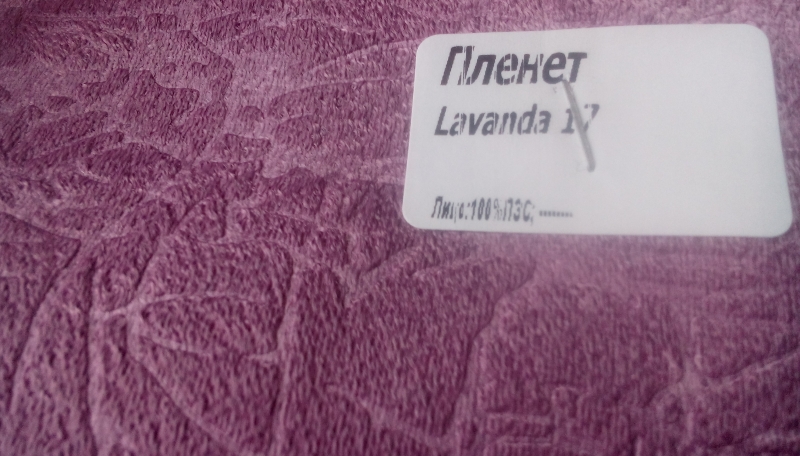 Пленет
Lavanda 17
Лицо:100%ПЭС;